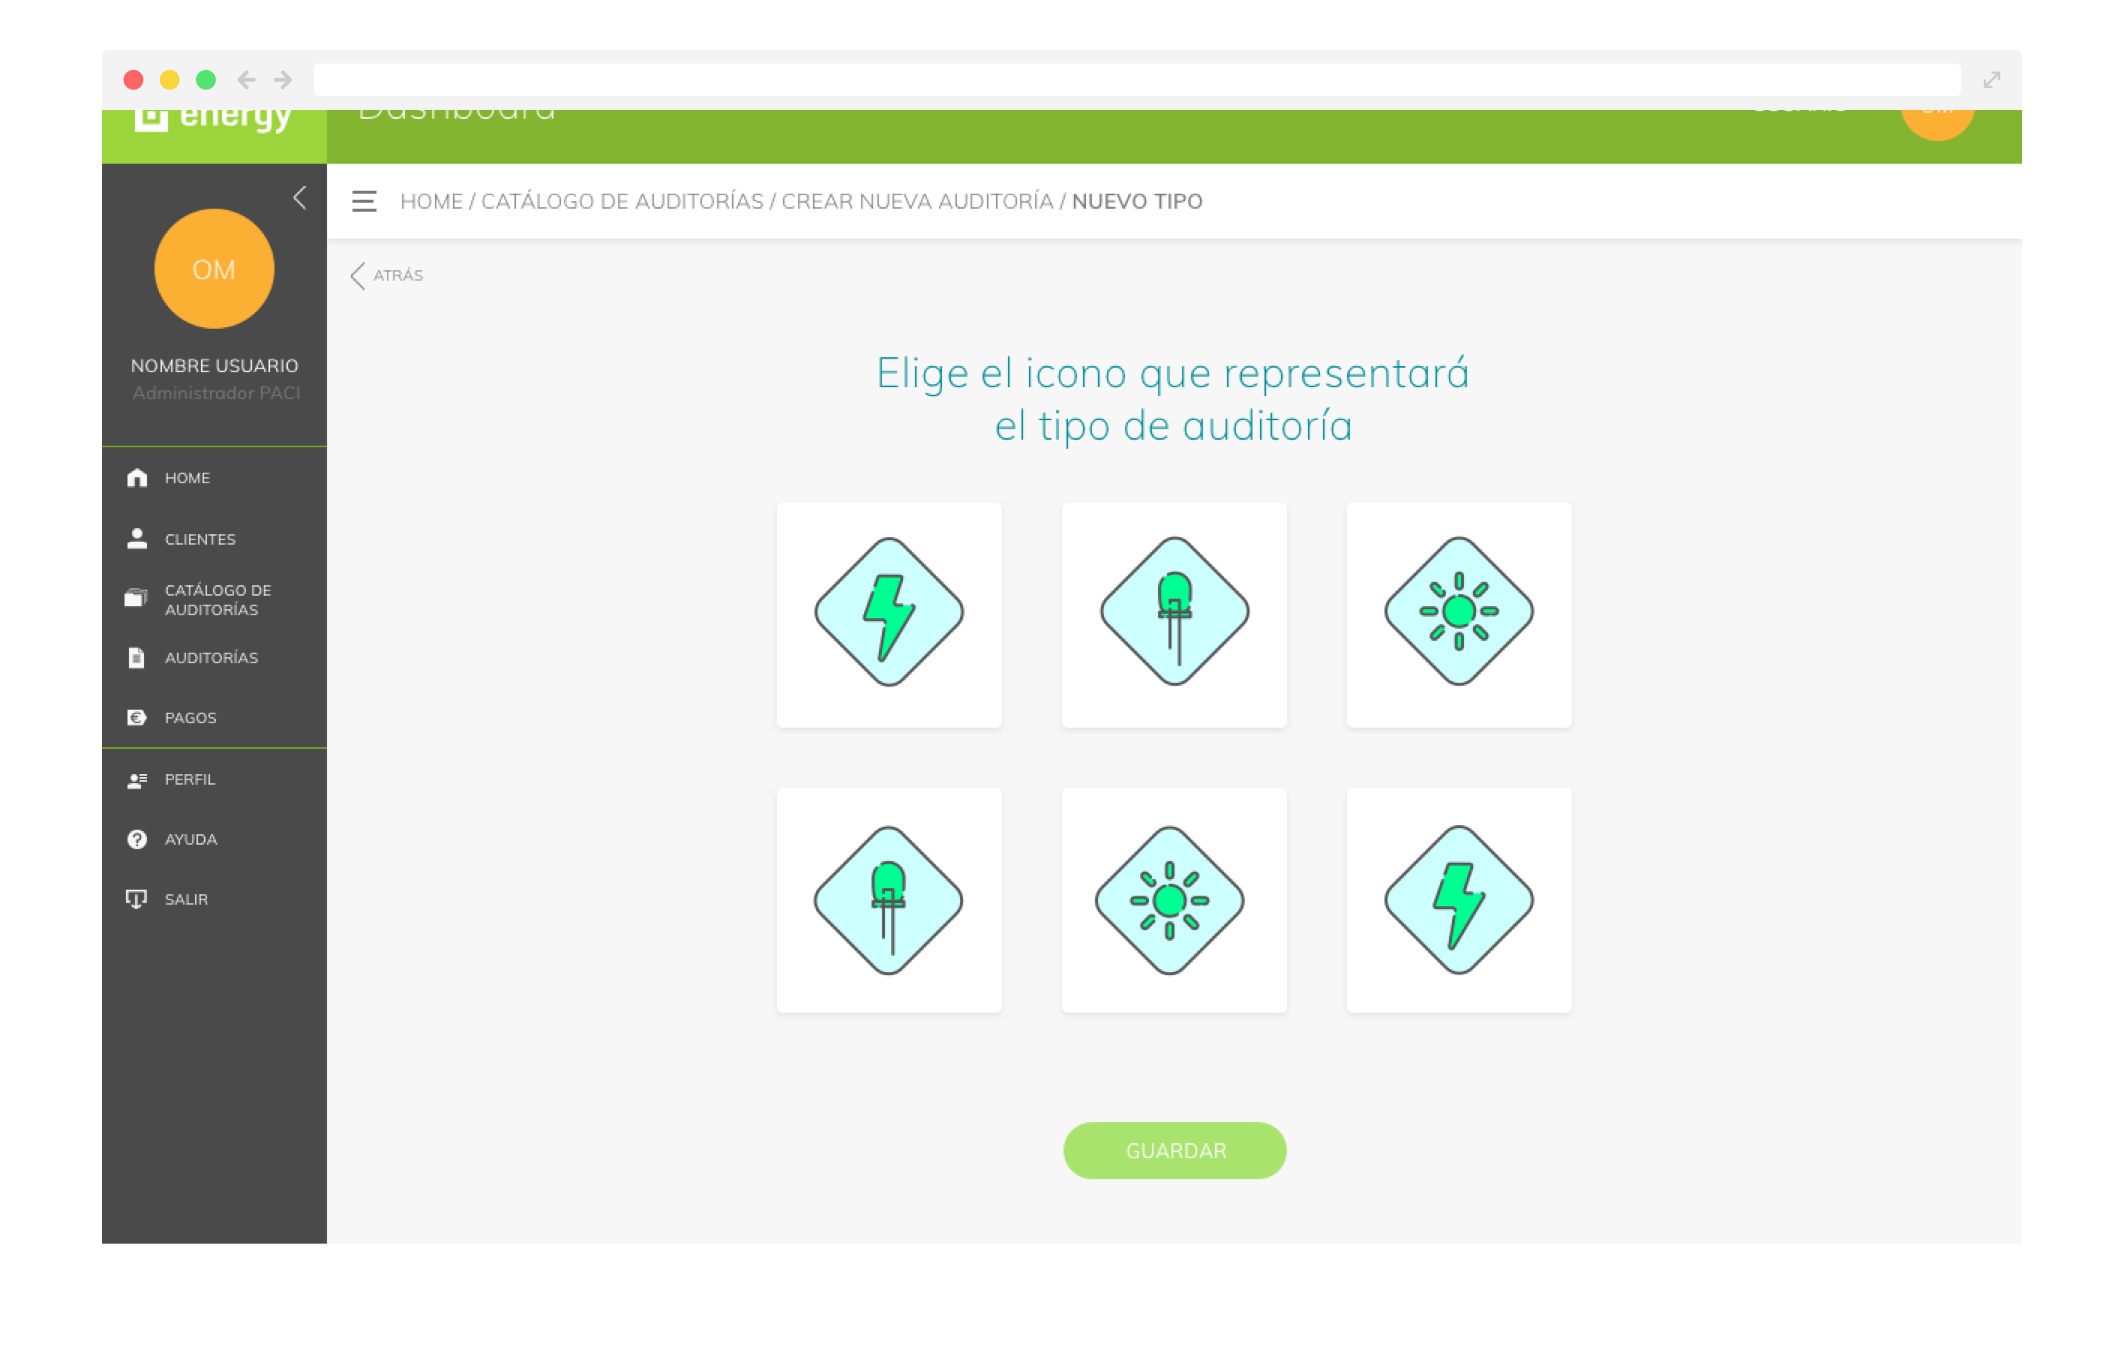 energy
Dashboard
USUARIO
HOME / CATÁLOGO DE AUDITORÍAS / CREAR NUEVA AUDITORÍA / NUEVO TIPO
ATRÁS
OM
NOMBRE USUARIO
Administrador PACI
HOME
CLIENTES
CATÁLOGO DE
AUDITORÍAS
AUDITORÍAS
PAGOS
PERFIL
AYUDA
SALIR
Elige el icono que representará
el tipo de auditoría
GUARDAR